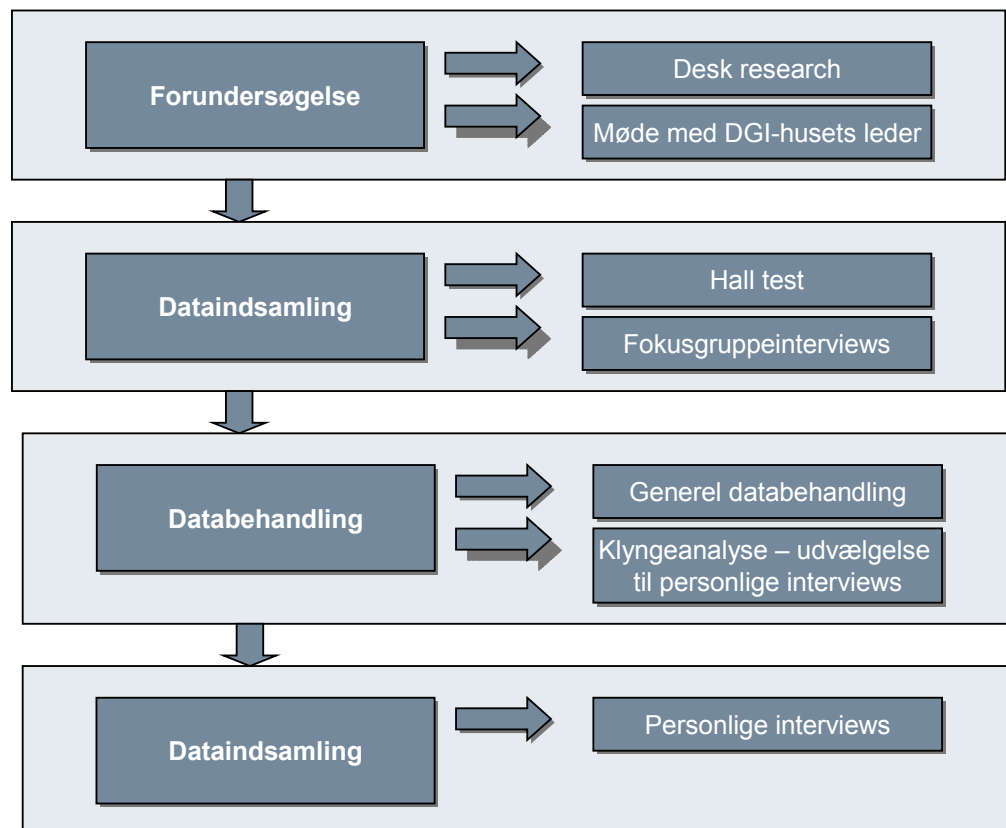 Forundersøgelse
Desk research
Møde med DGI-husets leder
Dataindsamling
Hall test
Fokusgruppeinterviews
Databehandling
Generel databehandling
Klyngeanalyse – udvælgelse
til personlige interviews
Dataindsamling
Personlige interviews